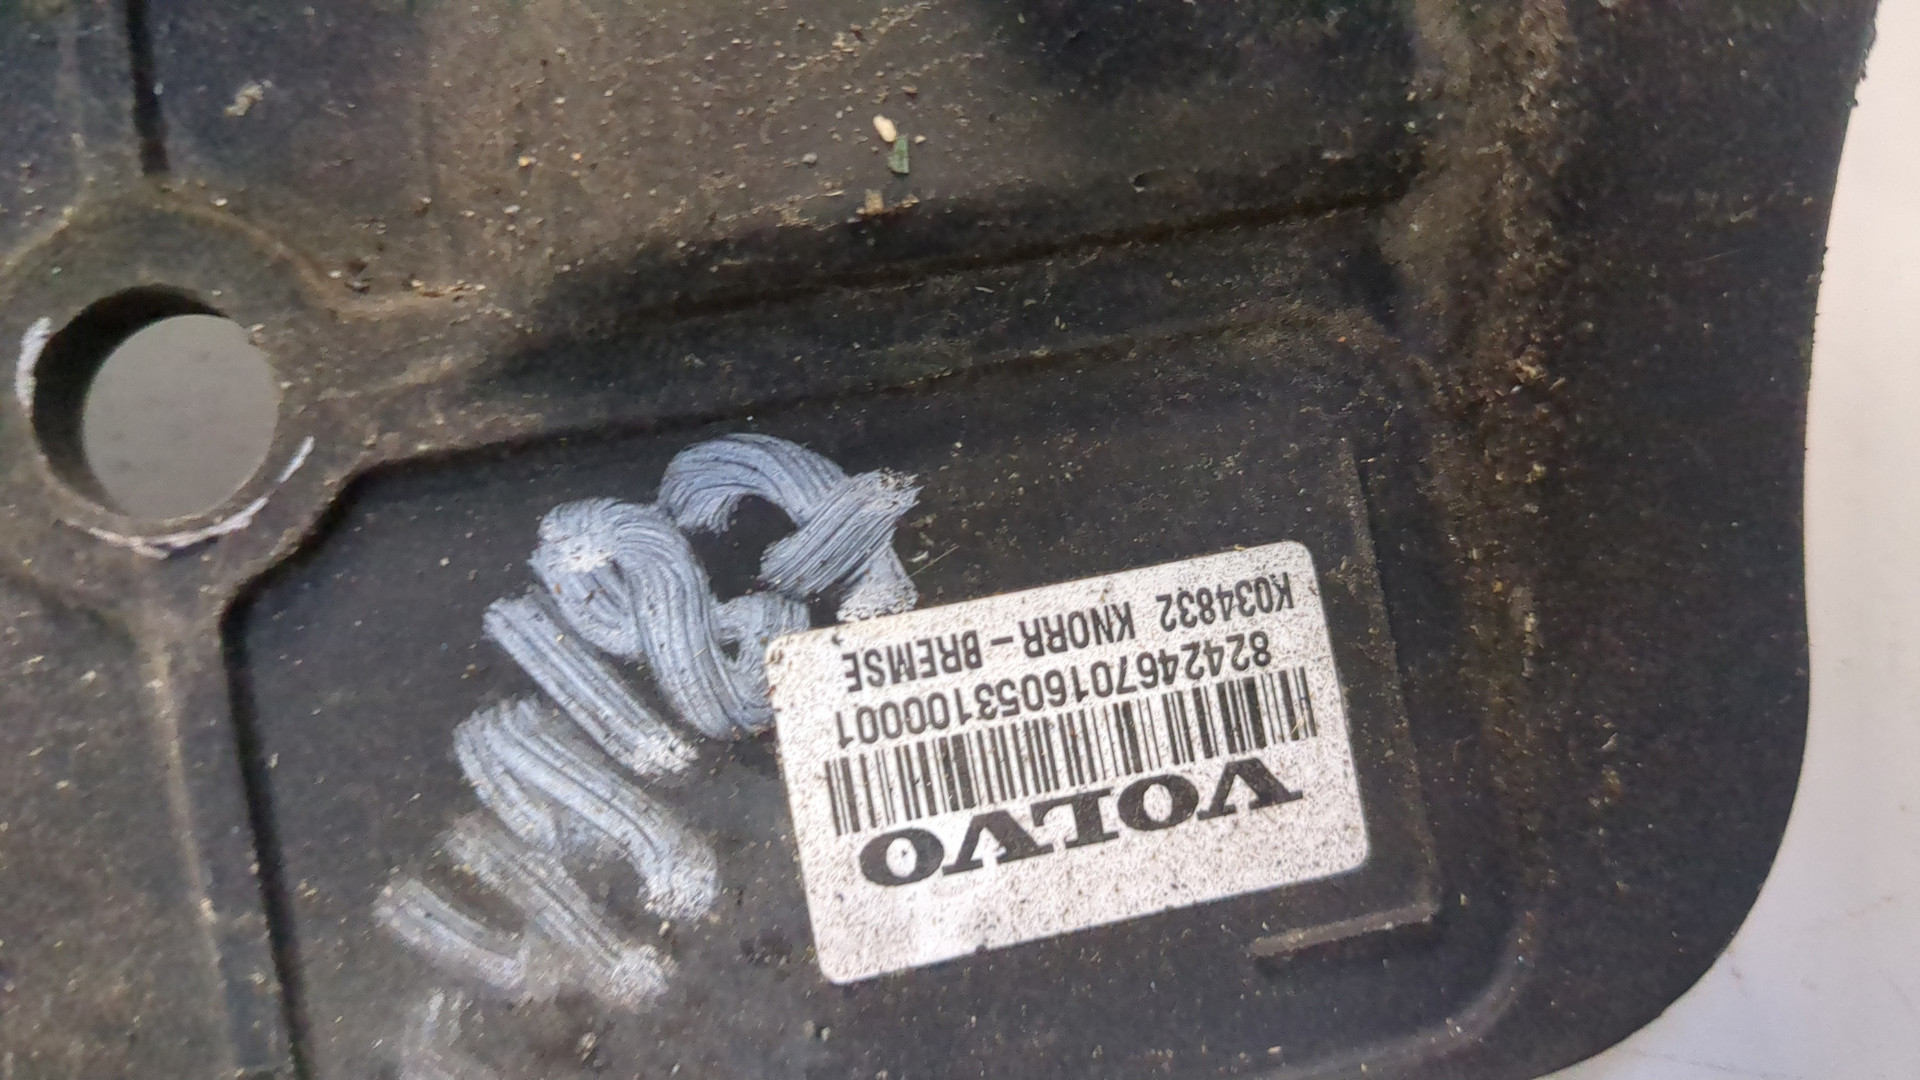 VOLVO
8242467016053100001
K034832 KNORR-BREMSE